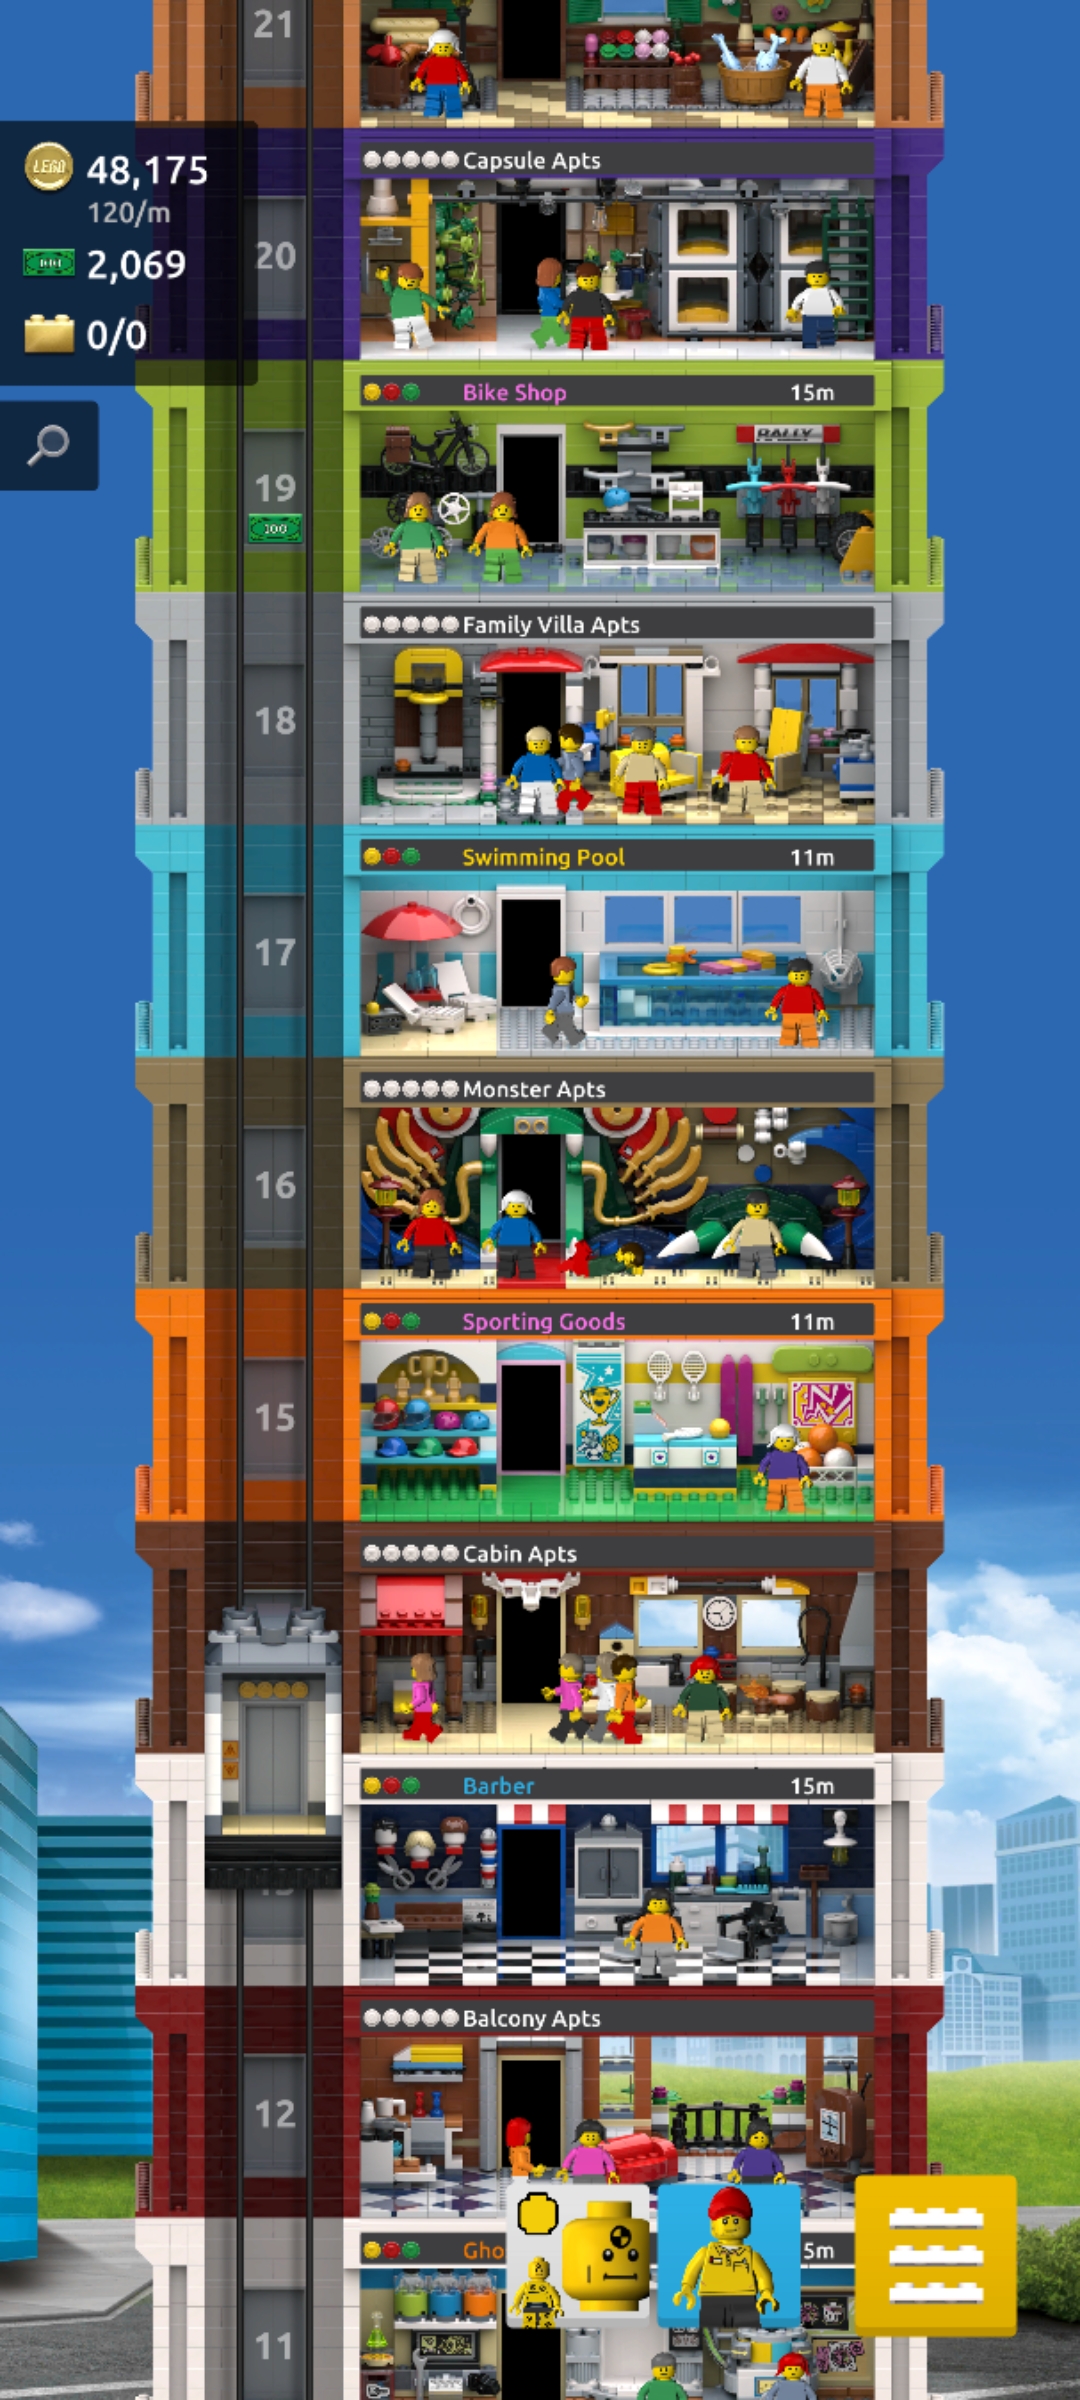 21
LEGO 48,175
120/m
2,069
0/0
Capsule Apts
20
Bike Shop 15m
RALLY
19
100
Family Villa Apts
18
Swimming Pool 11m
17
Monster Apts
16
Sporting Goods 11m
N
15
Cabin Apts
Barber 15m
Balcony Apts
12
Gho 5m
11